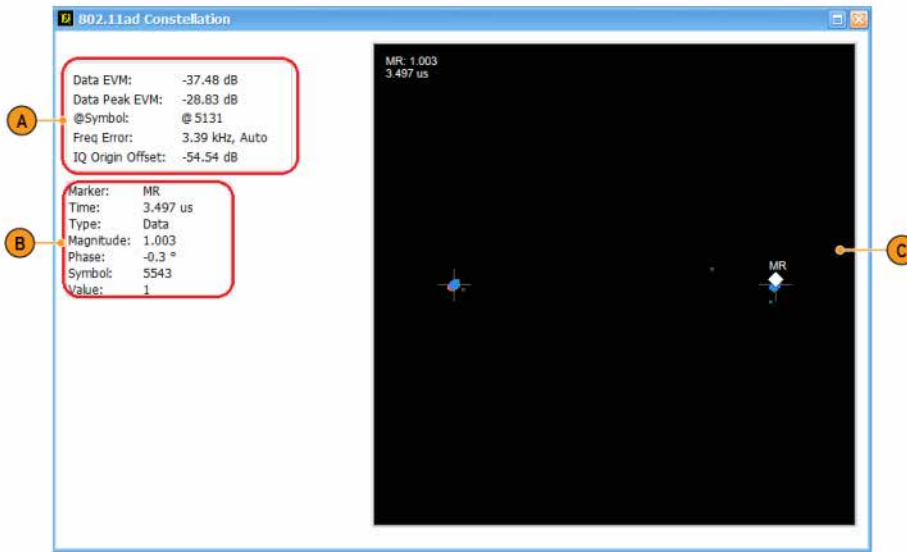 802.11ad Constellation
A
Data EVM: -37.48 dB
Data Peak EVM: -28.83 dB
@Symbol: @ 5131
Freq Error: 3.39 kHz, Auto
IQ Origin Offset: -54.54 dB
B
Marker: MR
Time: 3.497 us
Type: Data
Magnitude: 1.003
Phase: -0.3 °
Symbol: 5543
Value: 1
MR: 1.003
3.497 us
MR
C